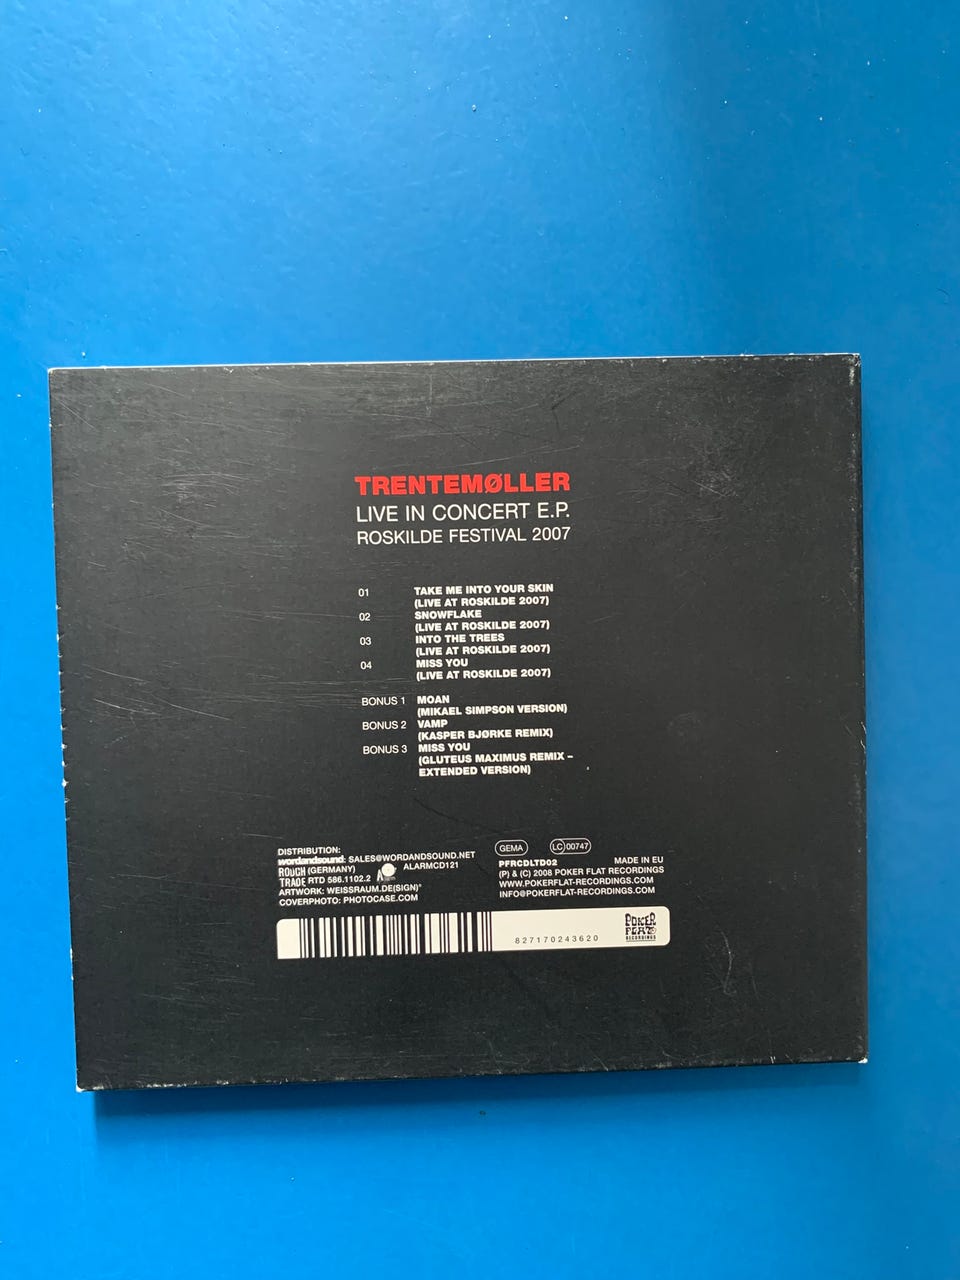 TRENTEMØLLER
LIVE IN CONCERT E.P.
ROSKILDE FESTIVAL 2007
01 TAKE ME INTO YOUR SKIN
(LIVE AT ROSKILDE 2007)
02 SNOWFLAKE
(LIVE AT ROSKILDE 2007)
03 INTO THE TREES
(LIVE AT ROSKILDE 2007)
04 MISS YOU
(LIVE AT ROSKILDE 2007)
BONUS 1 MOAN
(MIKAEL SIMPSON VERSION)
BONUS 2 VAMP
(KASPER BJØRKE REMIX)
BONUS 3 MISS YOU
(GLUTEUS MAXIMUS REMIX –
EXTENDED VERSION)
DISTRIBUTION:
wordandsound: SALES@WORDANDSOUND.NET
ROUGH (GERMANY) ALARMCD121
TRADE RTD 586.1102.2
ARTWORK: WEISSRAUM.DE(SIGN)°
COVERPHOTO: PHOTOCASE.COM
GEMA LC 00747
PFRCDLTD02 MADE IN EU
(P) & (C) 2008 POKER FLAT RECORDINGS
WWW.POKERFLAT-RECORDINGS.COM
INFO@POKERFLAT-RECORDINGS.COM
827170243620
POKER
FLAT
RECORDINGS